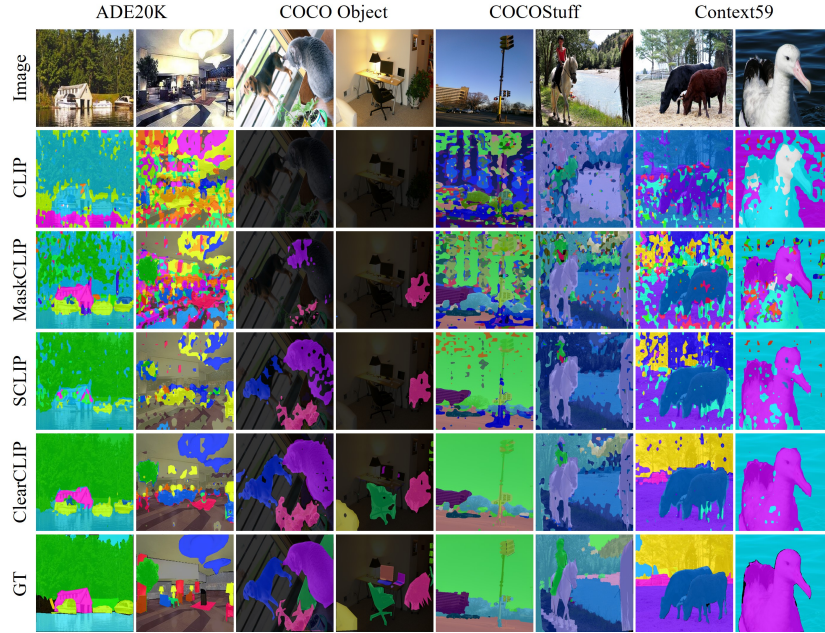 ADE20K COCO Object COCOStuff Context59
Image
CLIP
MaskCLIP
SCLIP
ClearCLIP
GT